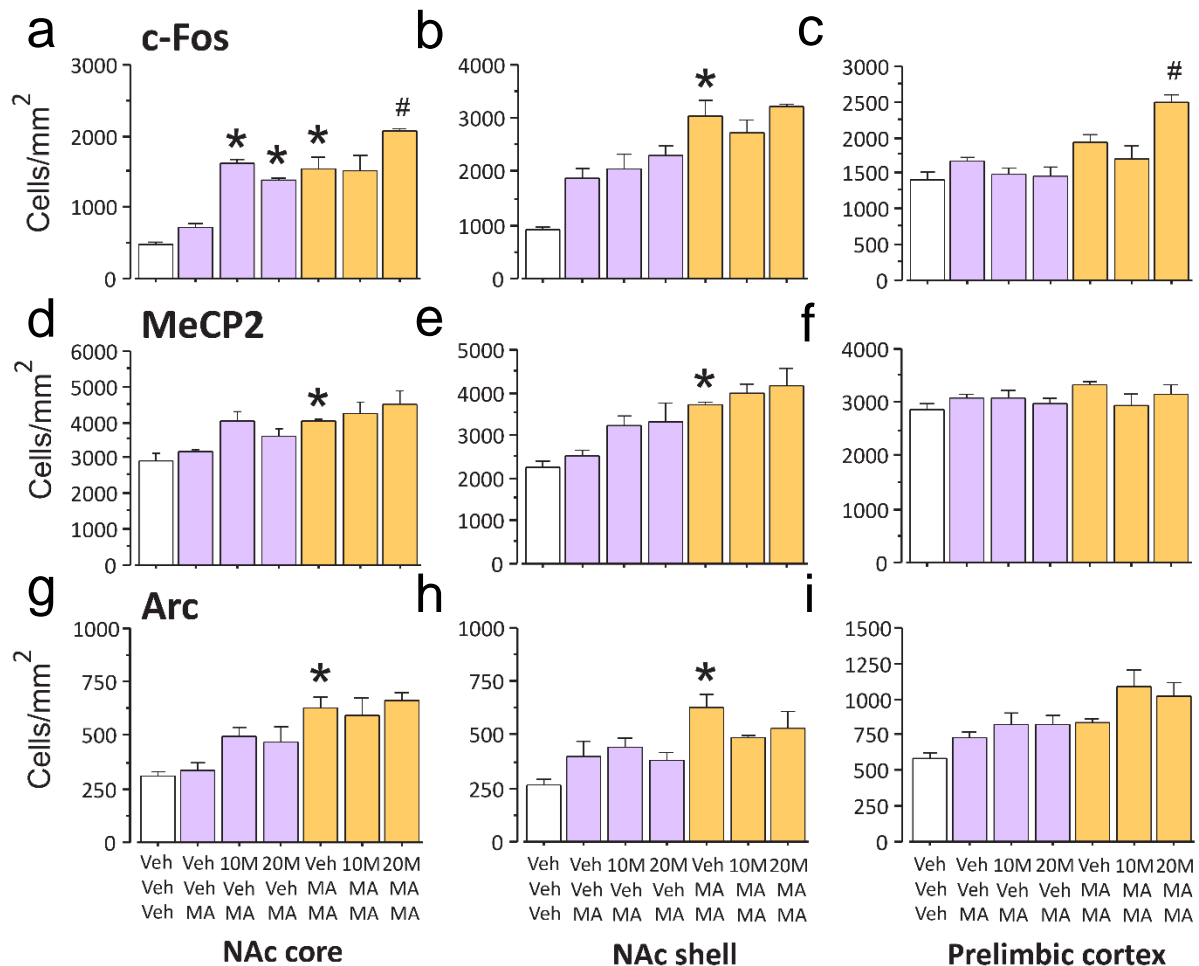 a c-Fos
b
c
Cells/mm²
3000
2000
1000
0
* * * #
4000
3000
2000
1000
0
*
3000
2500
2000
1500
1000
500
0
#
d MeCP2
e
f
Cells/mm²
6000
5000
4000
3000
2000
1000
0
*
5000
4000
3000
2000
1000
0
*
4000
3000
2000
1000
0
g Arc
h
i
Cells/mm²
1000
750
500
250
0
*
1000
750
500
250
0
*
1500
1250
1000
750
500
250
0
Veh Veh 10M 20M Veh 10M 20M
Veh Veh Veh Veh MA MA MA
Veh MA MA MA MA MA MA
NAc core
Veh Veh 10M 20M Veh 10M 20M
Veh Veh Veh Veh MA MA MA
Veh MA MA MA MA MA MA
NAc shell
Veh Veh 10M 20M Veh 10M 20M
Veh Veh Veh Veh MA MA MA
Veh MA MA MA MA MA MA
Prelimbic cortex